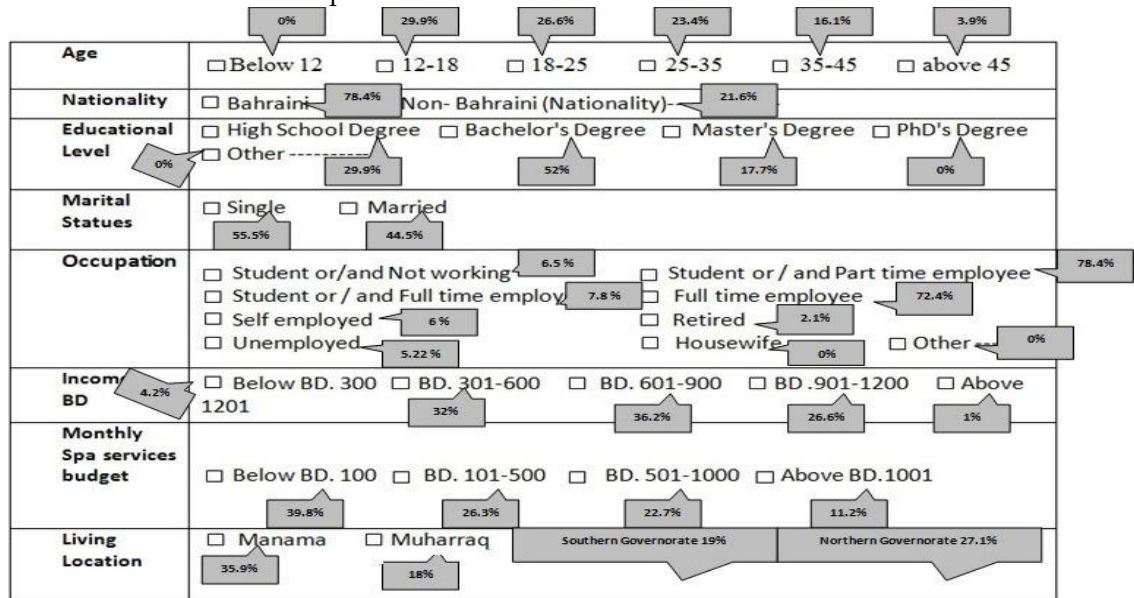 0% 29.9% 26.6% 23.4% 16.1% 3.9%
Age
Below 12 12-18 18-25 25-35 35-45 above 45
Nationality Bahraini 78.4% Non- Bahraini (Nationality)-- 21.6%
Educational Level
High School Degree Bachelor's Degree Master's Degree PhD's Degree
0% Other -----------
29.9% 52% 17.7% 0%
Marital Statues
Single Married
55.5% 44.5%
Occupation
Student or/and Not working 6.5 % Student or / and Part time employee 78.4%
Student or / and Full time employ 7.8 % Full time employee 72.4%
Self employed 6 % Retired 2.1%
Unemployed 5.22 % Housewife 0% Other --- 0%
Income BD
4.2% Below BD. 300 BD. 301-600 BD. 601-900 BD .901-1200 Above
1201 32% 36.2% 26.6% 1%
Monthly
Spa services
budget
Below BD. 100 BD. 101-500 BD. 501-1000 Above BD.1001
39.8% 26.3% 22.7% 11.2%
Living Location
Manama Muharraq Southern Governorate 19% Northern Governorate 27.1%
35.9% 18%